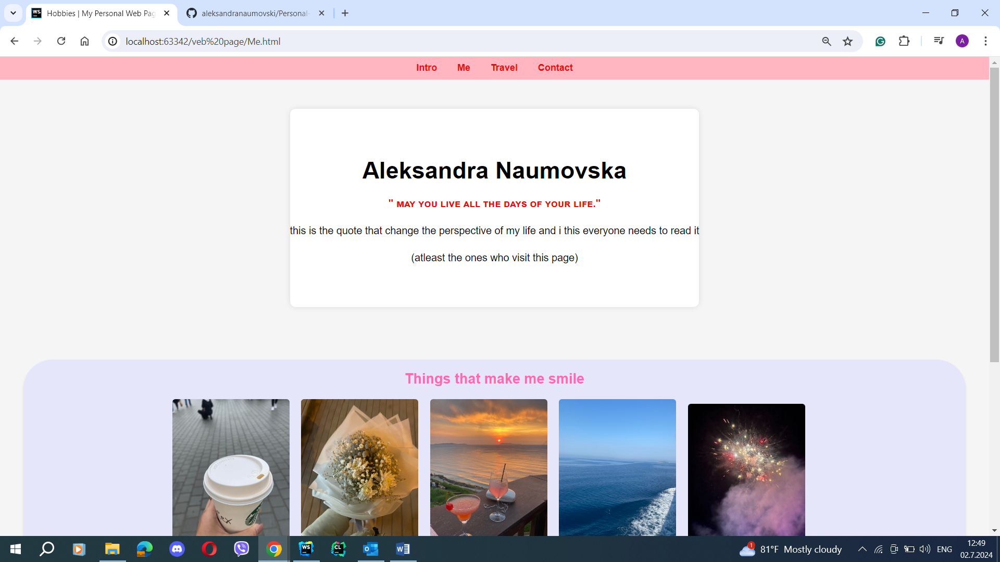 Hobbies | My Personal Web Pag
aleksandranaumovski/Personal-
localhost:63342/veb%20page/Me.html
A
Intro Me Travel Contact
Aleksandra Naumovska
" MAY YOU LIVE ALL THE DAYS OF YOUR LIFE."
this is the quote that change the perspective of my life and i this everyone needs to read it
(atleast the ones who visit this page)
Things that make me smile
WS
CL
1
81°F Mostly cloudy
ENG
12:49
02.7.2024